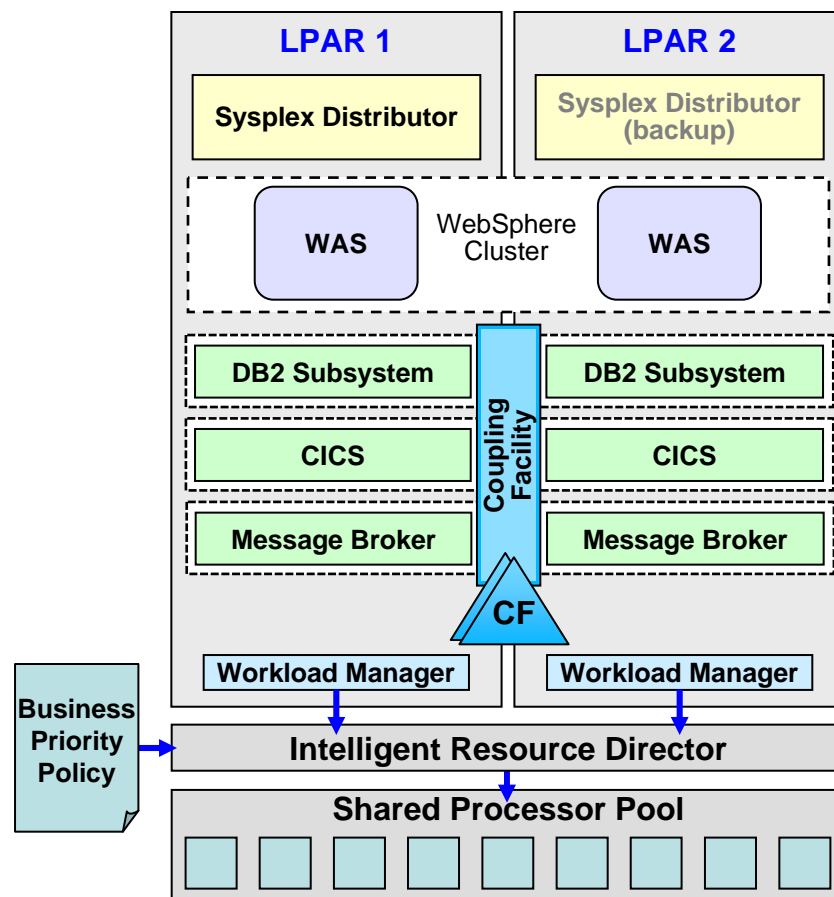 LPAR 1
LPAR 2
Sysplex Distributor
Sysplex Distributor
(backup)
WAS
WebSphere
Cluster
WAS
DB2 Subsystem
DB2 Subsystem
Coupling
Facility
CICS
CICS
Message Broker
Message Broker
CF
Workload Manager
Workload Manager
Business
Priority
Policy
Intelligent Resource Director
Shared Processor Pool